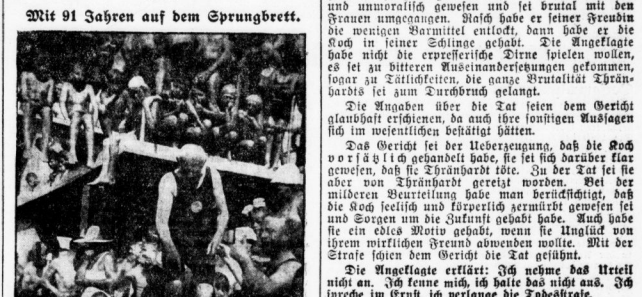 Mit 91 Jahren auf dem Sprungbrett.
und unmoralisch gewesen und sei brutal mit den
Frauen umgegangen. Rasch habe er seiner Freundin
die wenigen Barmittel entlockt, dann habe er die
Koch in seiner Schlinge gehabt. Die Angeklagte
habe nicht die erpresserische Dirne spielen wollen,
es sei zu bitteren Auseinandersetzungen gekommen,
sogar zu Tätlichkeiten, die ganze Brutalität Thrän-
hardts sei zum Durchbruch gelangt.
Die Angaben über die Tat seien dem Gericht
glaubhaft erschienen, da auch ihre sonstigen Aussagen
sich im wesentlichen bestätigt hätten.
Das Gericht sei der Ueberzeugung, daß die Koch
vorsätzlich gehandelt habe, sie sei sich darüber klar
gewesen, daß sie Thränhardt töte. Zu der Tat sei sie
aber von Thränhardt gereizt worden. Bei der
milderen Beurteilung habe man berücksichtigt, daß
die Koch seelisch und körperlich zermürbt gewesen sei
und Sorgen um die Zukunft gehabt habe. Auch habe
sie ein edles Motiv gehabt, wenn sie Unglück von
ihrem wirklichen Freund abwenden wollte. Mit der
Strafe schien dem Gericht die Tat gesühnt.
Die Angeklagte erklärt: Ich nehme das Urteil
nicht an. Ich kenne mich, ich halte das nicht aus. Ich
spreche im Ernst, ich verlange die Todesstrafe.